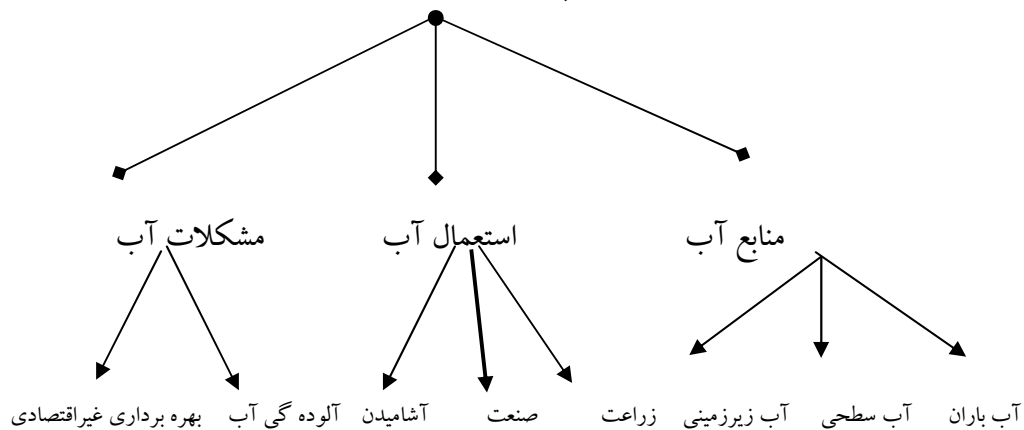 منابع آب استعمال آب مشکلات آب
آب باران آب سطحی آب زیرزمینی زراعت صنعت آشامیدن آلوده گی آب بهره برداری غیراقتصادی